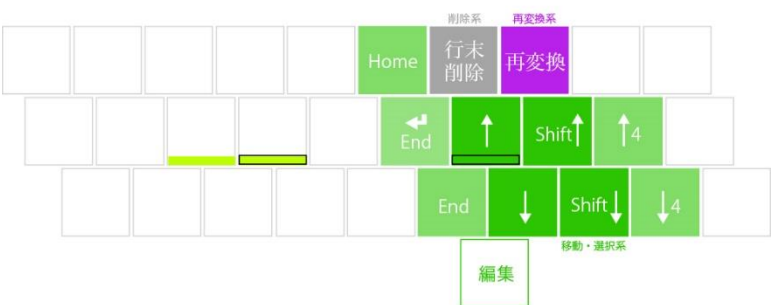 削除系 再変換系
Home 行末 再変換
削除
End ↑ Shift↑ ↑4
End ↓ Shift↓ ↓4
移動・選択系
編集